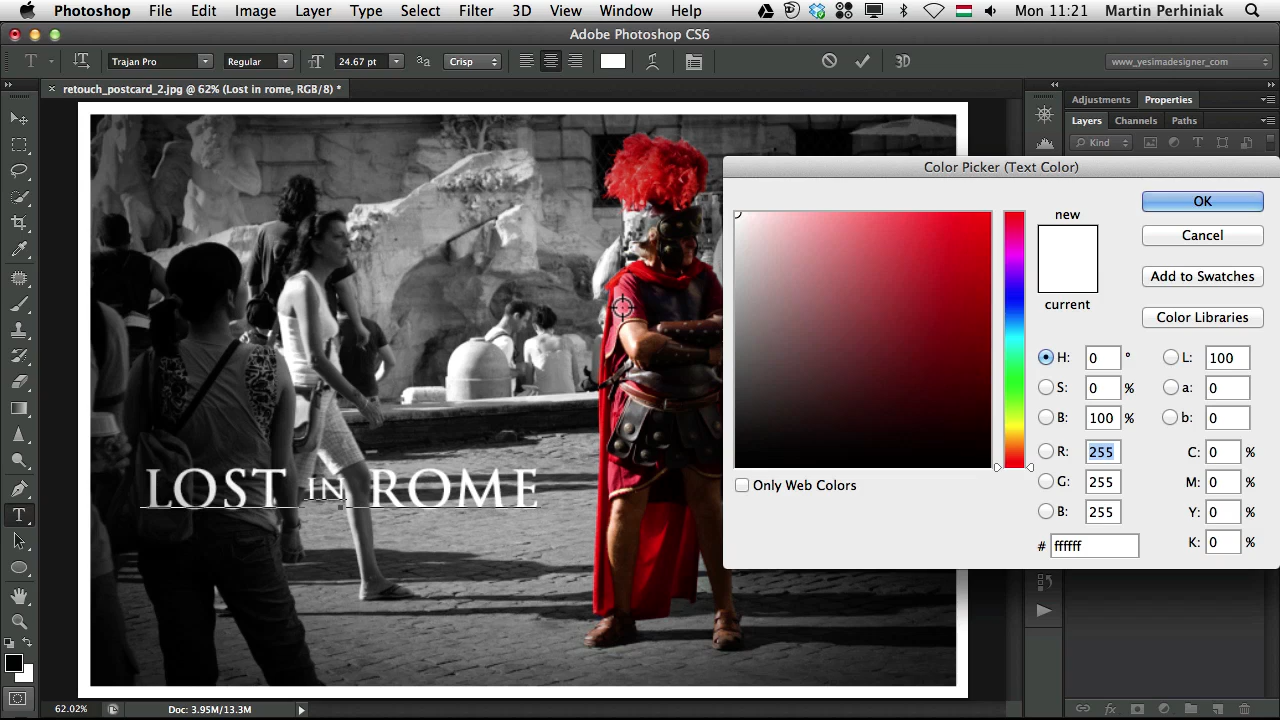 Photoshop File Edit Image Layer Type Select Filter 3D View Window Help Mon 11:21 Martin Perhiniak
Adobe Photoshop CS6
T T Trajan Pro Regular 24.67 pt aa Crisp 3D www_yesimadesigner_com
× retouch_postcard_2.jpg @ 62% (Lost in rome, RGB/8) *
Adjustments Properties
Layers Channels Paths
Kind T
Color Picker (Text Color)
new
current
OK
Cancel
Add to Swatches
Color Libraries
H: 0 ° L: 100
S: 0 % a: 0
B: 100 % b: 0
R: 255 C: 0 %
G: 255 M: 0 %
B: 255 Y: 0 %
# ffffff K: 0 %
Only Web Colors
LOST IN ROME
T
62.02% Doc: 3.95M/13.3M
fx